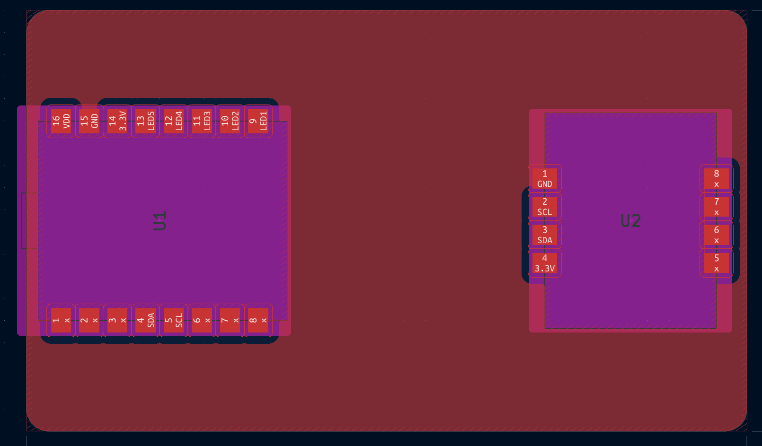 16 VDD
15 GND
14 3.3V
13 LED5
12 LED4
11 LED3
10 LED2
9 LED1
U1
1 x
2 x
3 x
4 SDA
5 SCL
6 x
7 x
8 x
1
GND
2
SCL
3
SDA
4
3.3V
U2
8
x
7
x
6
x
5
x